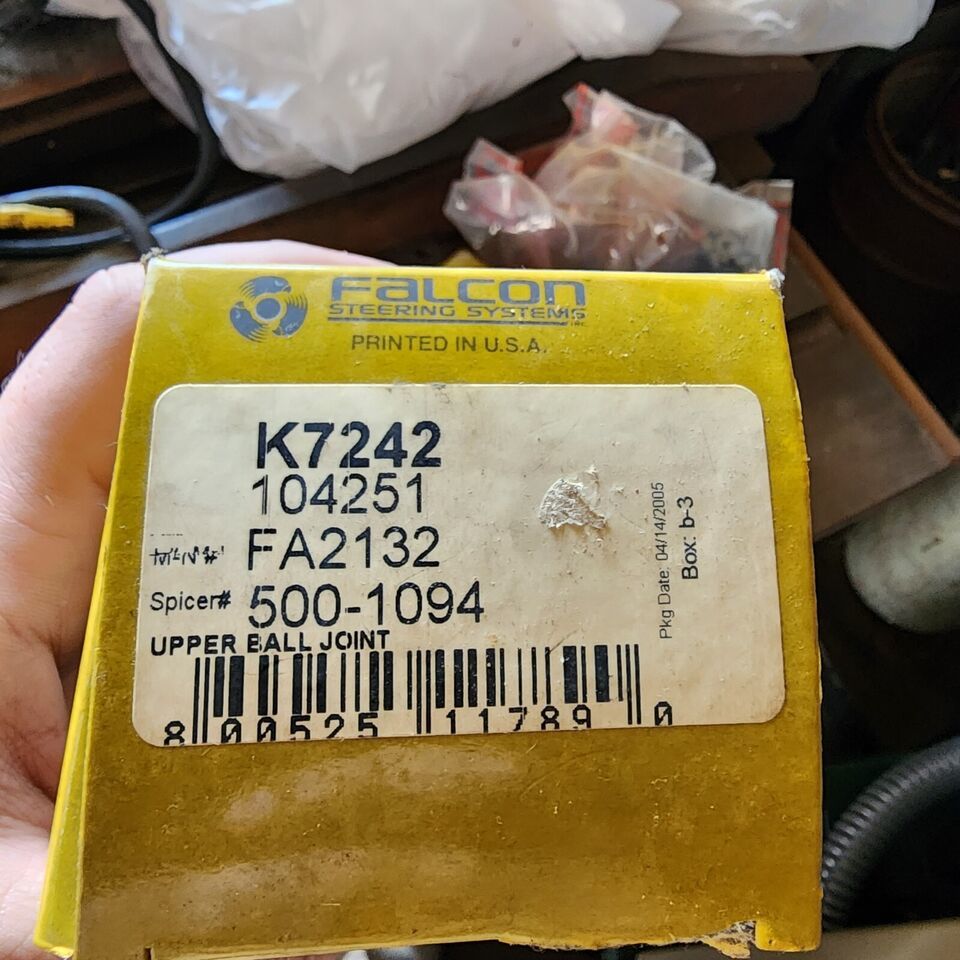 FALCON
STEERING SYSTEMS
INC.
PRINTED IN U.S.A.
K7242
104251
FA2132
Spicer# 500-1094
UPPER BALL JOINT
8 00525 11789 0
Pkg Date: 04/14/2005
Box: b-3